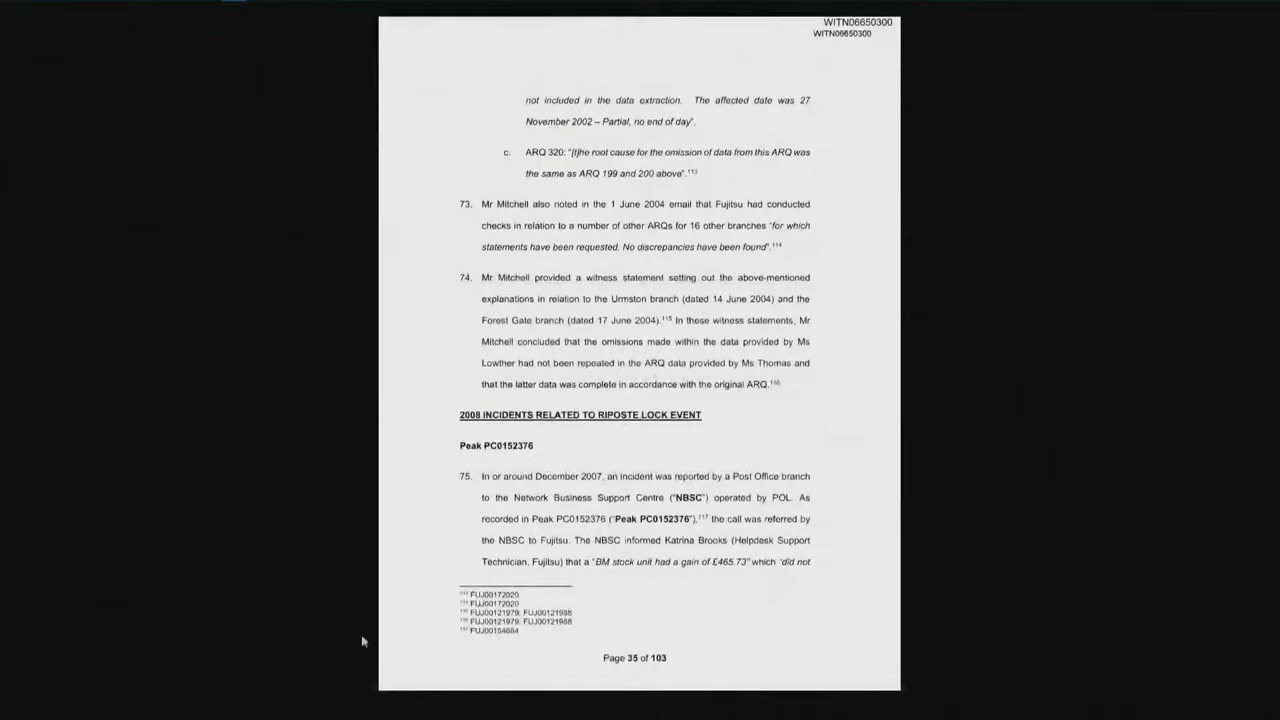 WITN06650300
WITN06650300
not included in the data extraction. The affected date was 27
November 2002 – Partial, no end of day".
c. ARQ 320: "[t]he root cause for the omission of data from this ARQ was
the same as ARQ 199 and 200 above".113
73. Mr Mitchell also noted in the 1 June 2004 email that Fujitsu had conducted
checks in relation to a number of other ARQs for 16 other branches "for which
statements have been requested. No discrepancies have been found".114
74. Mr Mitchell provided a witness statement setting out the above-mentioned
explanations in relation to the Urmston branch (dated 14 June 2004) and the
Forest Gate branch (dated 17 June 2004).115 In those witness statements, Mr
Mitchell concluded that the omissions made within the data provided by Ms
Lowther had not been repeated in the ARQ data provided by Ms Thomas and
that the latter data was complete in accordance with the original ARQ.116
2008 INCIDENTS RELATED TO RIPOSTE LOCK EVENT
Peak PC0152376
75. In or around December 2007, an incident was reported by a Post Office branch
to the Network Business Support Centre ("NBSC") operated by POL. As
recorded in Peak PC0152376 ("Peak PC0152376"),117 the call was referred by
the NBSC to Fujitsu. The NBSC informed Katrina Brooks (Helpdesk Support
Technician, Fujitsu) that a "BM stock unit had a gain of £465.73" which "did not
113 FUJ00172020
114 FUJ00172020
115 FUJ00121979; FUJ00121988
116 FUJ00121979; FUJ00121988
117 FUJ00154684
Page 35 of 103